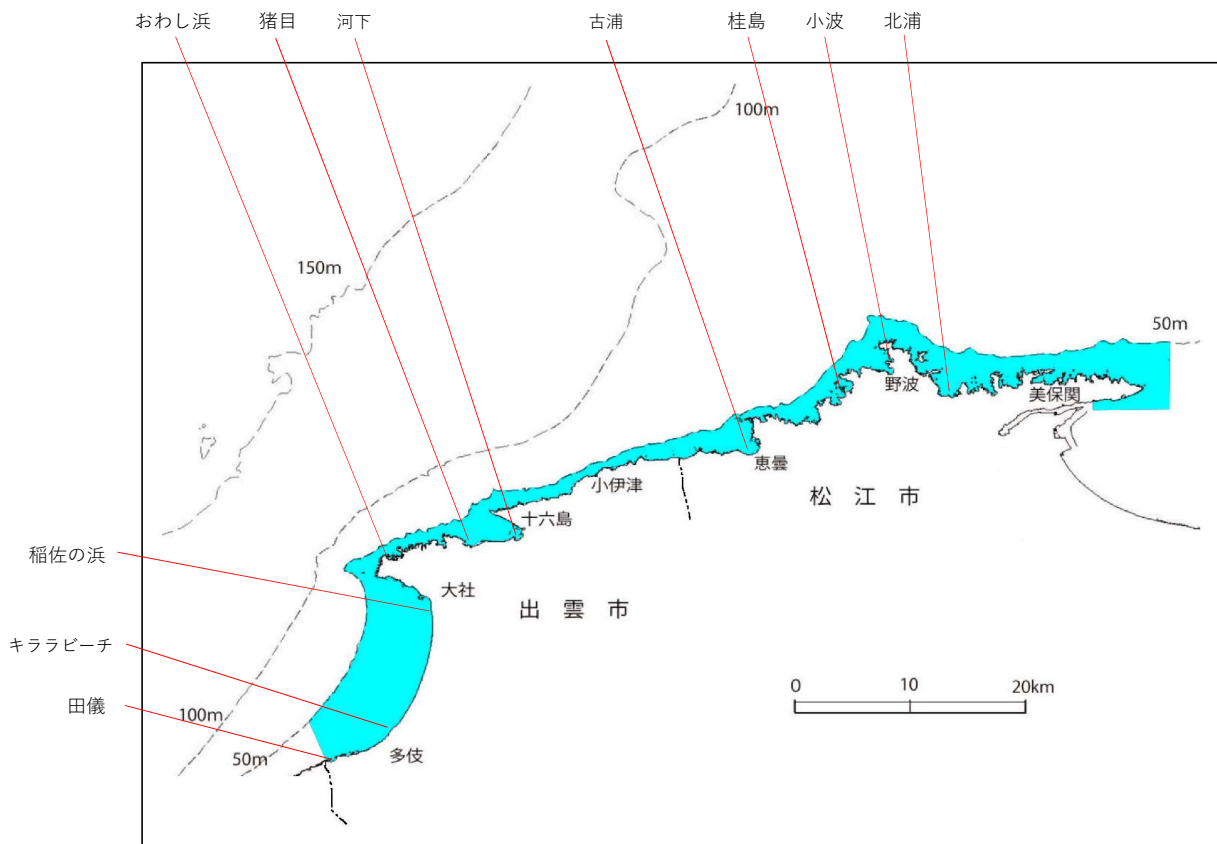 おわし浜 猪目 河下 古浦 桂島 小波 北浦
100m
150m
50m
野波
美保関
恵曇
小伊津
松 江 市
十六島
稲佐の浜
大社
出 雲 市
キララビーチ
0 10 20km
田儀
100m
50m
多伎